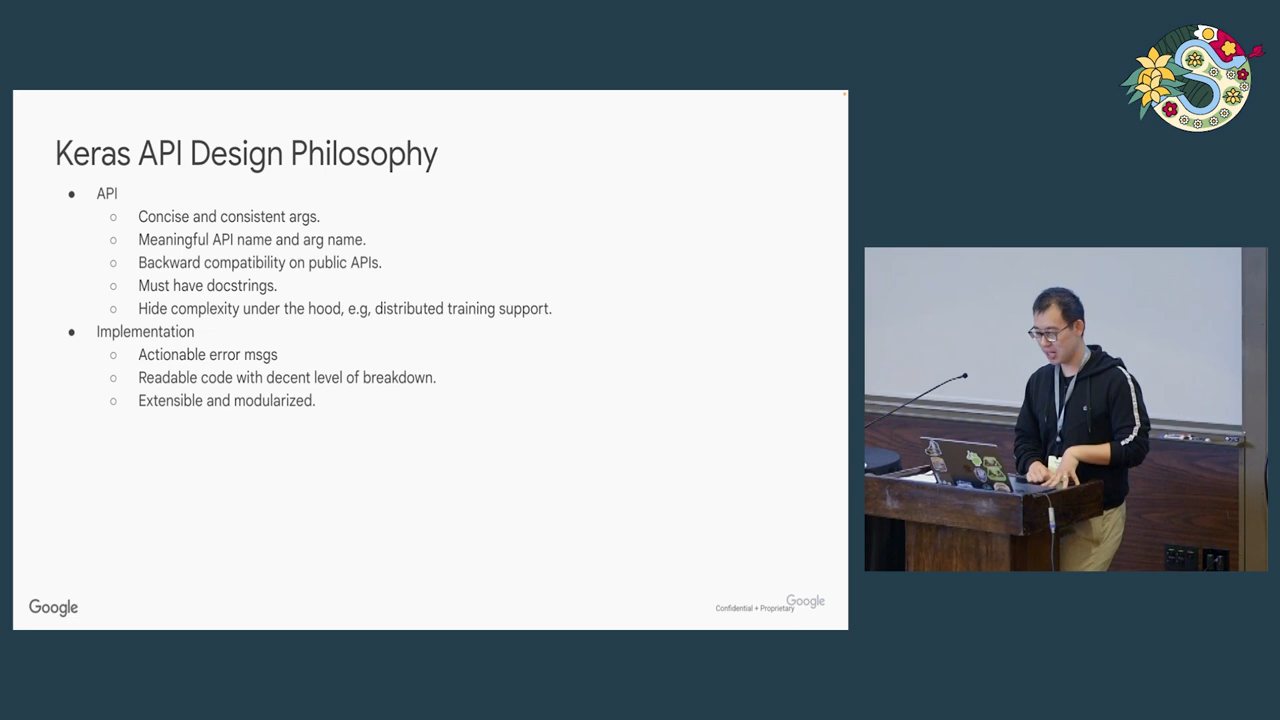 Keras API Design Philosophy
● API
○ Concise and consistent args.
○ Meaningful API name and arg name.
○ Backward compatibility on public APIs.
○ Must have docstrings.
○ Hide complexity under the hood, e.g, distributed training support.
● Implementation
○ Actionable error msgs
○ Readable code with decent level of breakdown.
○ Extensible and modularized.
Google
Confidential + Proprietary
Google